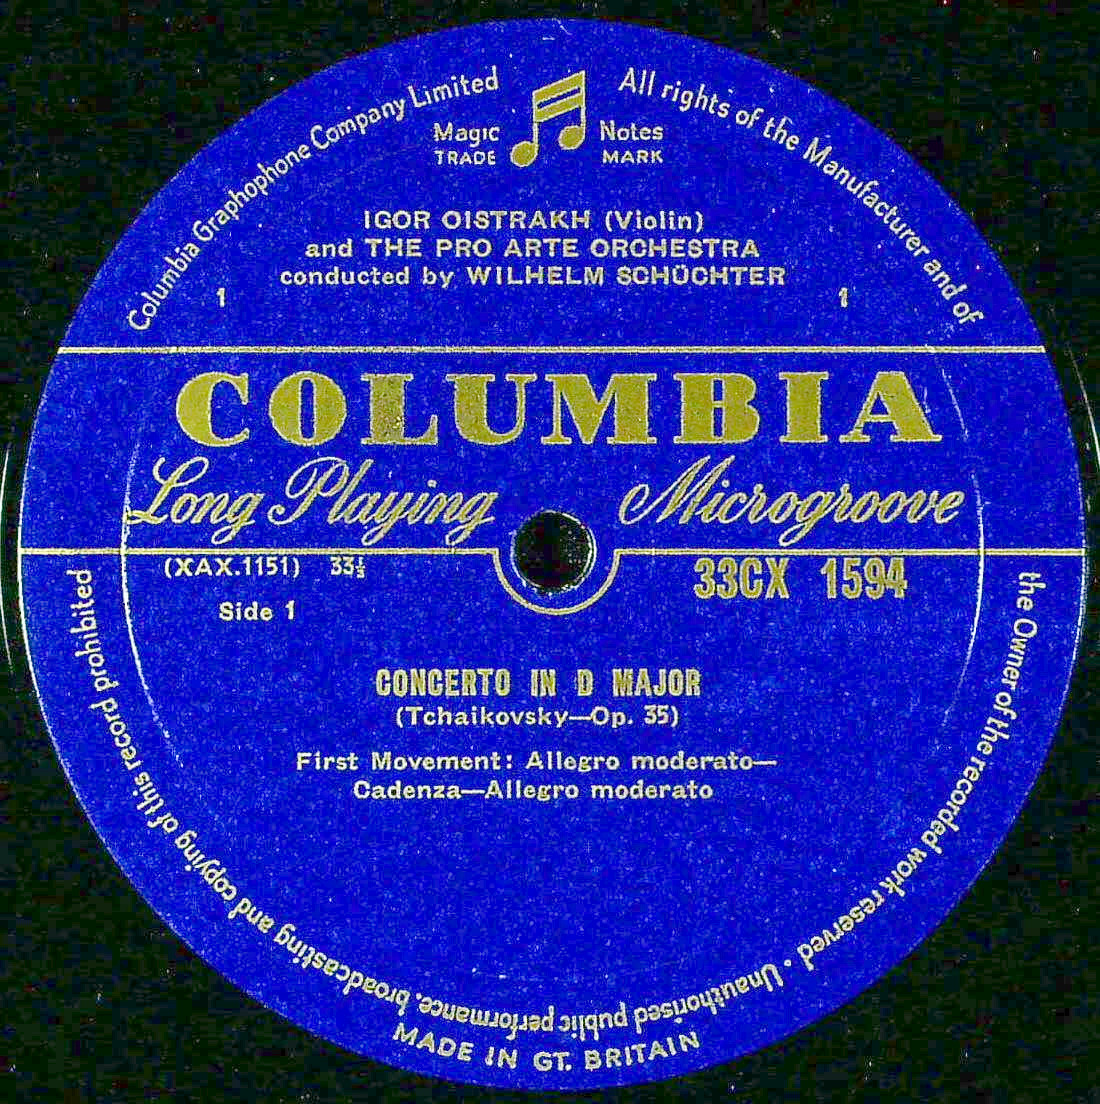 Columbia Graphophone Company Limited
All rights of the Manufacturer and of
the Owner of the recorded work reserved · Unauthorised public performance, broadcasting and copying of this record prohibited
Magic Notes
TRADE MARK
IGOR OISTRAKH (Violin)
and THE PRO ARTE ORCHESTRA
conducted by WILHELM SCHÜCHTER
1 1
COLUMBIA
Long Playing Microgroove
(XAX.1151) 33⅓ 33CX 1594
Side 1
CONCERTO IN D MAJOR
(Tchaikovsky—Op. 35)
First Movement: Allegro moderato—
Cadenza—Allegro moderato
MADE IN GT. BRITAIN